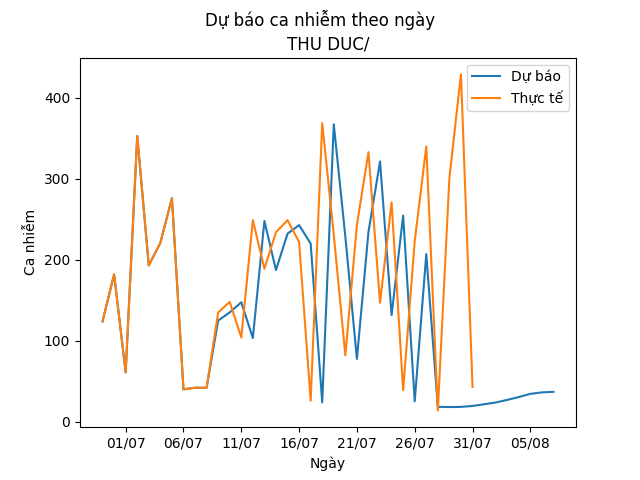 Dự báo ca nhiễm theo ngày
THU DUC/
Dự báo
Thực tế
Ca nhiễm
400
300
200
100
0
01/07 06/07 11/07 16/07 21/07 26/07 31/07 05/08
Ngày